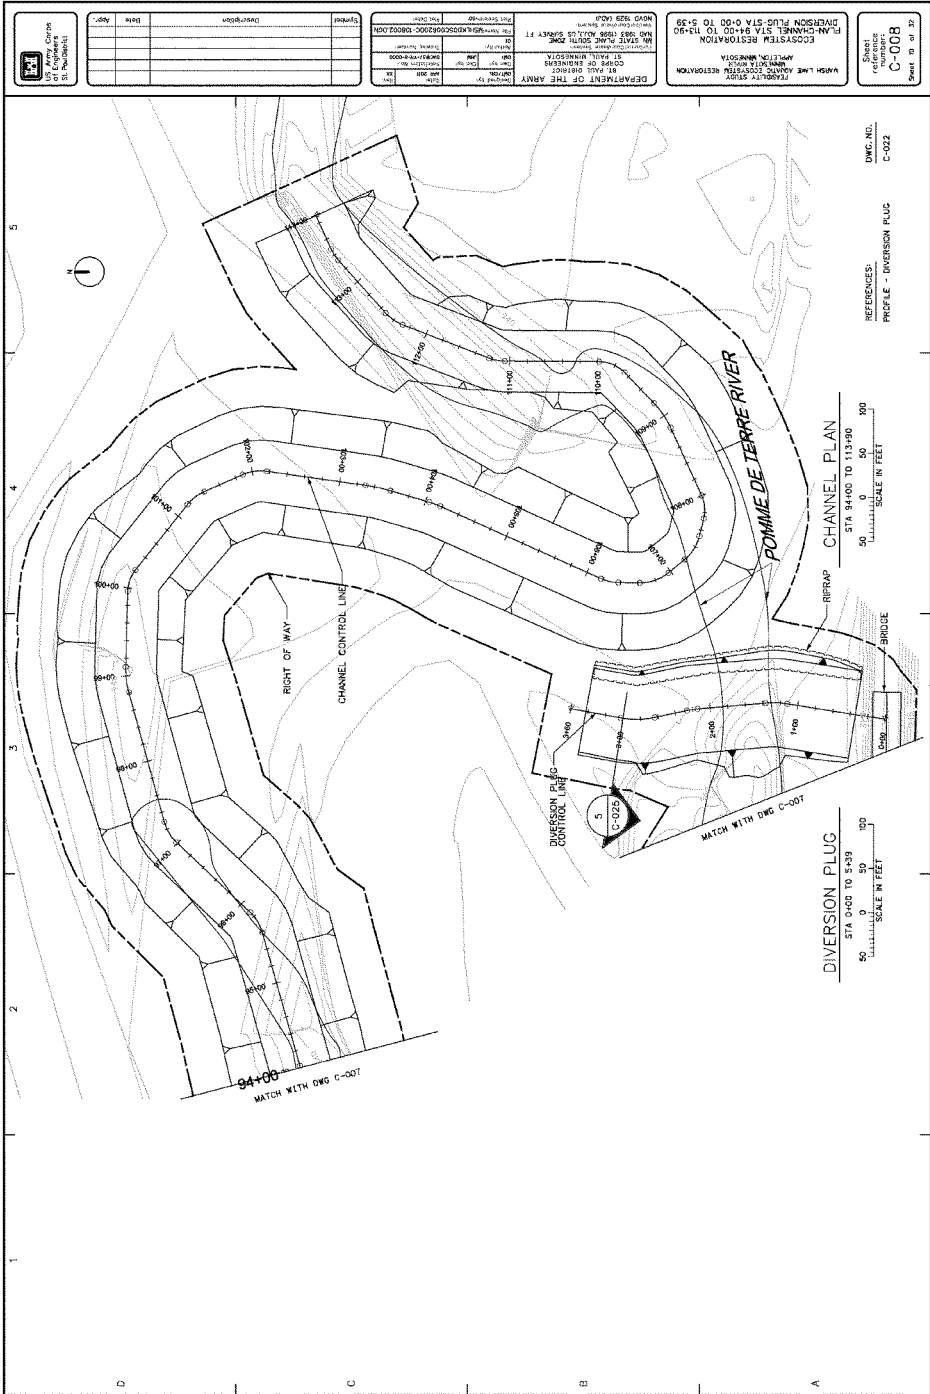 US Army Corps
of Engineers
St. Paul District
Symbol
Description
Date
Appr.
DEPARTMENT OF THE ARMY
ST. PAUL DISTRICT
CORPS OF ENGINEERS
ST. PAUL, MINNESOTA
MN STATE PLANE SOUTH ZONE
NAD 1983 (1996 ADJ.) US SURVEY FT
NGVD 1929 (ADJ)
FEASIBILITY STUDY
MARSH LAKE AQUATIC ECOSYSTEM RESTORATION
MINNESOTA RIVER
APPLETON, MINNESOTA
ECOSYSTEM RESTORATION
PLAN-CHANNEL STA 94+00 TO 113+90
DIVERSION PLUG-STA 0+00 TO 5+39
Sheet
reference
number:
C-008
Sheet 10 of 32
1
2
3
4
5
D
C
B
A
N
94+00
MATCH WITH DWG C-007
95+00
96+00
97+00
98+00
99+00
100+00
101+00
102+00
103+00
104+00
105+00
106+00
107+00
108+00
109+00
110+00
111+00
112+00
113+00
RIGHT OF WAY
CHANNEL CONTROL LINE
DIVERSION PLUG
CONTROL LINE
5
C-025
3+60
3+00
2+00
1+00
0+00
MATCH WITH DWG C-007
POMME DE TERRE RIVER
RIPRAP
BRIDGE
CHANNEL PLAN
STA 94+00 TO 113+90
50 0 50 100
SCALE IN FEET
DIVERSION PLUG
STA 0+00 TO 5+39
50 0 50 100
SCALE IN FEET
REFERENCES:
DWG. NO.
PROFILE - DIVERSION PLUG
C-022